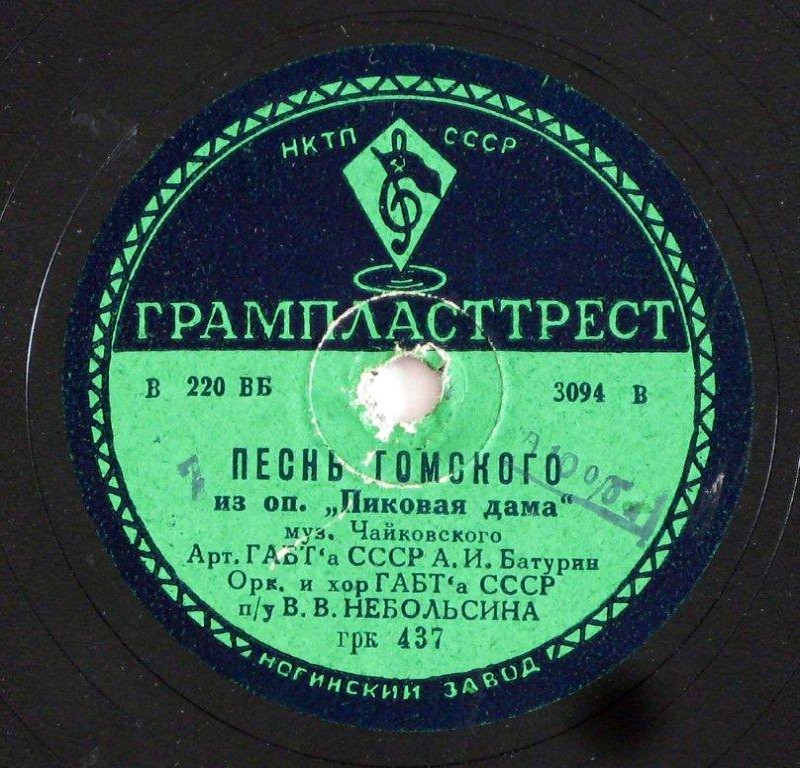 НКТП СССР
ГРАМПЛАСТТРЕСТ
В 220 ВБ 3094 В
ПЕСНЬ ТОМСКОГО
из оп. „Пиковая дама“
муз. Чайковского
Арт. ГАБТ‘а СССР А. И. Батурин
Орк. и хор ГАБТ‘а СССР
п/у В. В. НЕБОЛЬСИНА
грк 437
НОГИНСКИЙ ЗАВОД